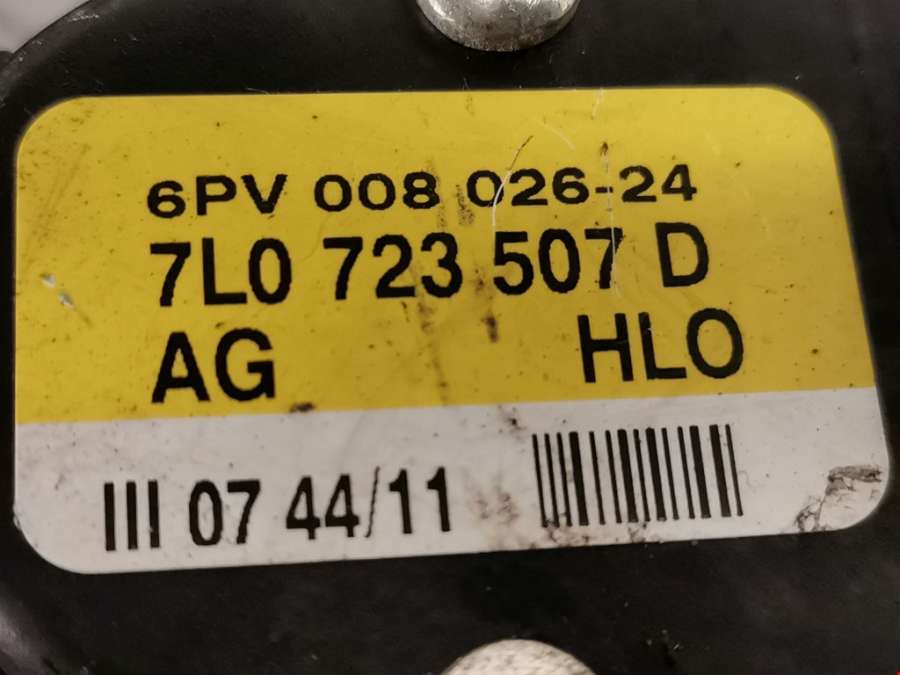 6PV 008 026-24
7L0 723 507 D
AG HLO
III 07 44/11